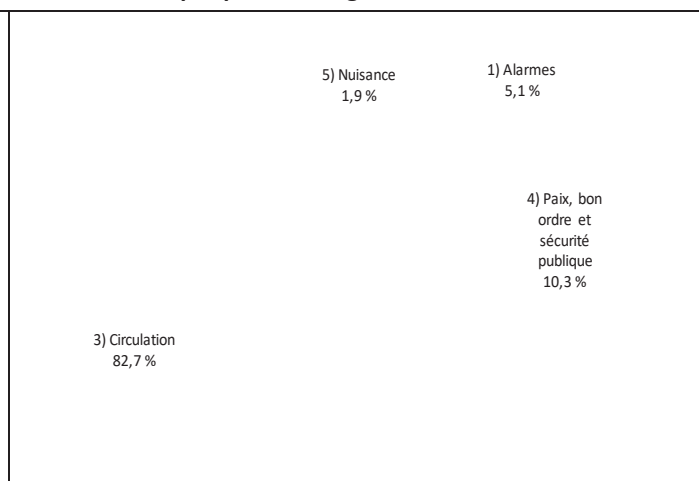 5) Nuisance
1,9 %
1) Alarmes
5,1 %
4) Paix, bon
ordre et
sécurité
publique
10,3 %
3) Circulation
82,7 %